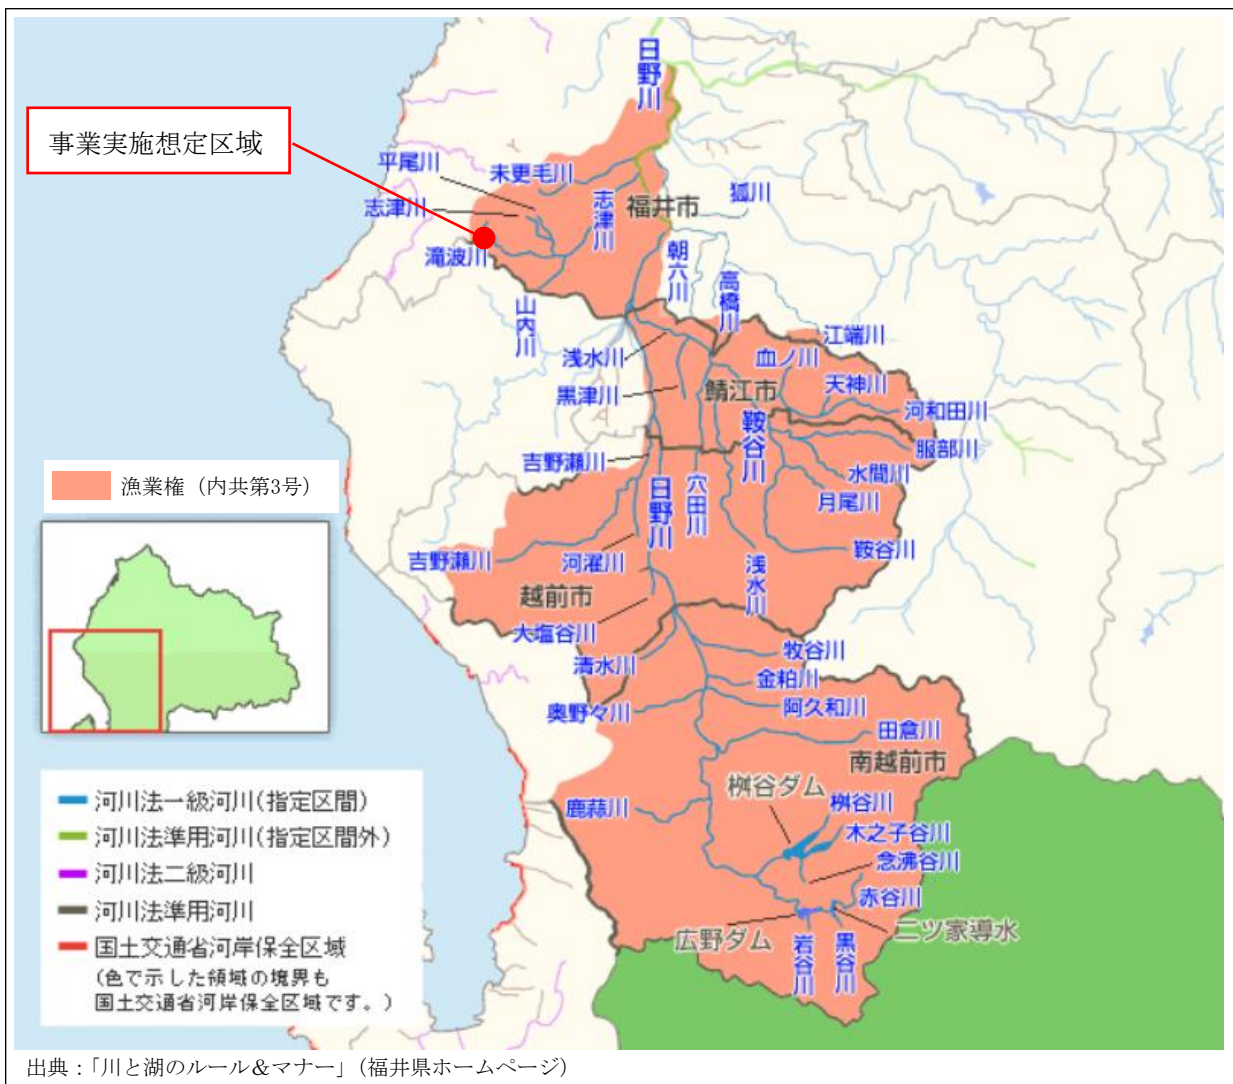 日野川
事業実施想定区域
平尾川
未更毛川
志津川
志津川
福井市
狐川
滝波川
朝六川
高橋川
山内川
江端川
浅水川
血ノ川
黒津川
鯖江市
天神川
河和田川
鞍谷川
服部川
吉野瀬川
水間川
月尾川
漁業権（内共第3号）
日野川
穴田川
吉野瀬川
河濯川
浅水川
鞍谷川
越前市
大塩谷川
清水川
牧谷川
金粕川
奥野々川
阿久和川
田倉川
南越前市
桝谷ダム
桝谷川
鹿蒜川
木之子谷川
念沸谷川
赤谷川
広野ダム
岩谷川
黒谷川
二ツ家導水
河川法一級河川(指定区間)
河川法準用河川(指定区間外)
河川法二級河川
河川法準用河川
国土交通省河岸保全区域
(色で示した領域の境界も
国土交通省河岸保全区域です。)
出典：「川と湖のルール＆マナー」（福井県ホームページ）